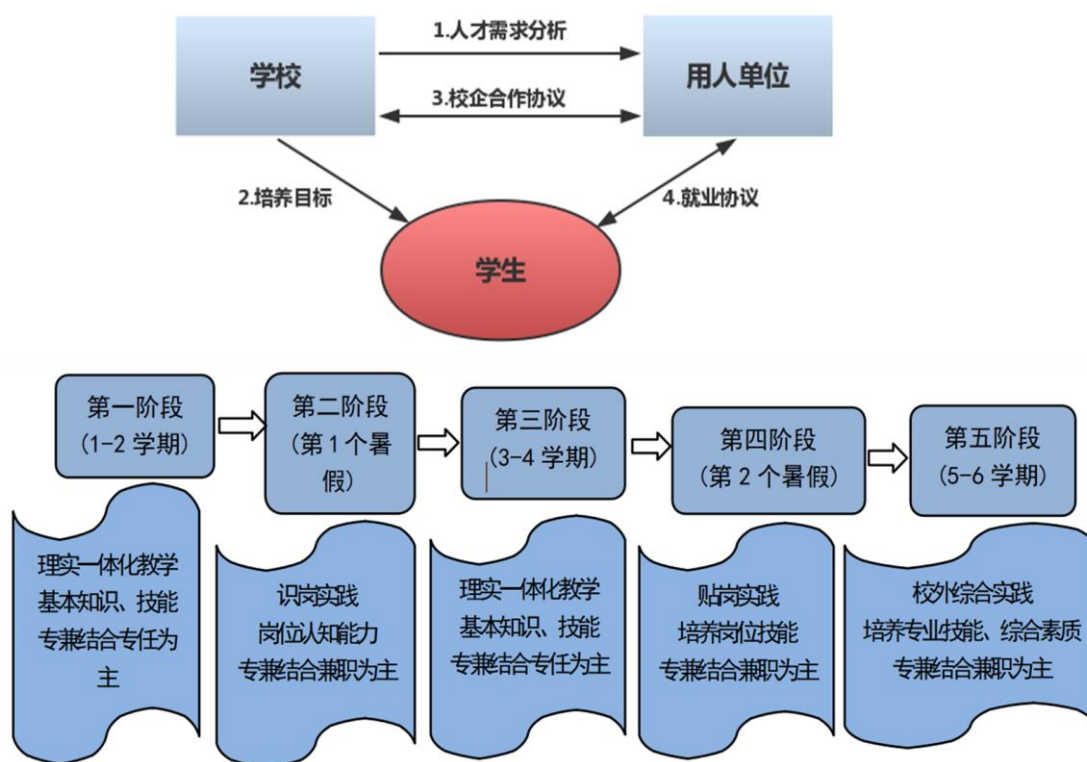 1.人才需求分析
学校
用人单位
3.校企合作协议
2.培养目标
4.就业协议
学生
第一阶段
(1-2 学期)
第二阶段
(第 1 个暑
假)
第三阶段
(3-4 学期)
第四阶段
(第 2 个暑假)
第五阶段
(5-6 学期)
理实一体化教学
基本知识、技能
专兼结合专任为
主
识岗实践
岗位认知能力
专兼结合兼职为主
理实一体化教学
基本知识、技能
专兼结合专任为主
贴岗实践
培养岗位技能
专兼结合兼职为主
校外综合实践
培养专业技能、综合素质
专兼结合兼职为主